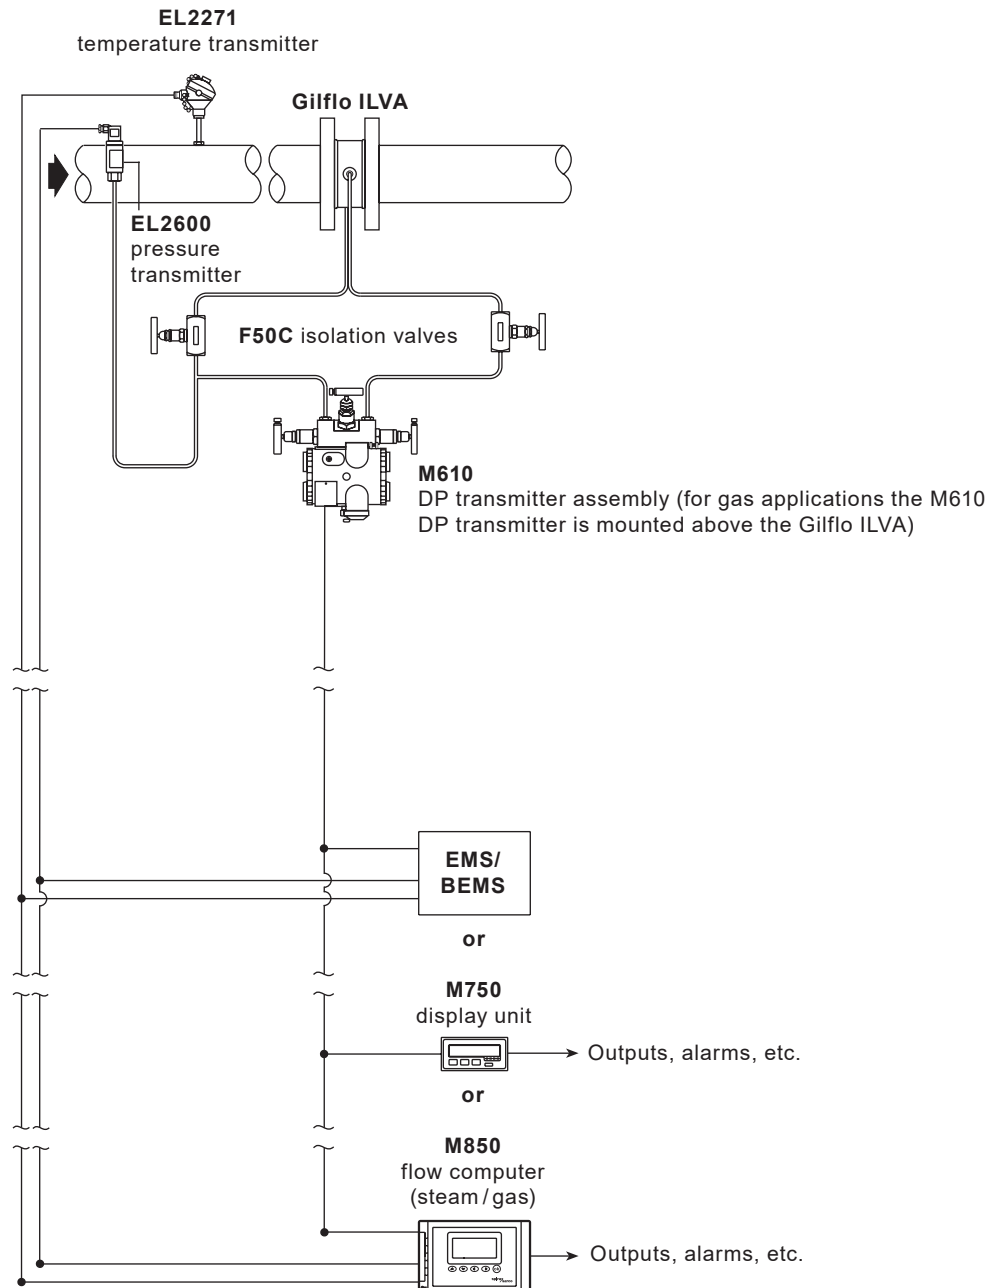 EL2271
temperature transmitter
Gilflo ILVA
EL2600
pressure
transmitter
F50C isolation valves
M610
DP transmitter assembly (for gas applications the M610
DP transmitter is mounted above the Gilflo ILVA)
EMS/
BEMS
or
M750
display unit
Outputs, alarms, etc.
or
M850
flow computer
(steam / gas)
Outputs, alarms, etc.